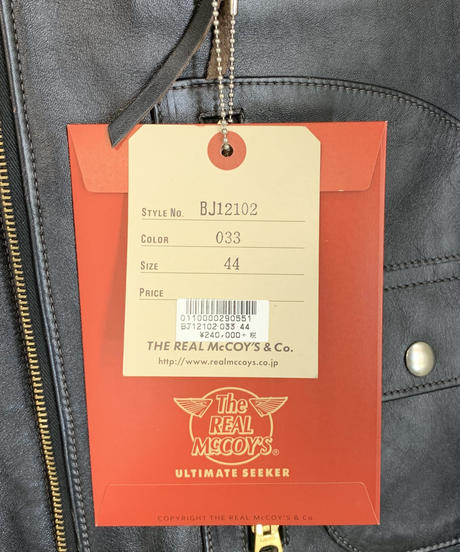 STYLE NO. BJ12102
COLOR 033
SIZE 44
PRICE
0110000290551
BJ12102 033 44
¥240,000+税
THE REAL McCOY'S & Co.
http://www.realmccoys.co.jp
The
REAL
McCOY'S®
ULTIMATE SEEKER
COPYRIGHT THE REAL McCOY'S & Co.